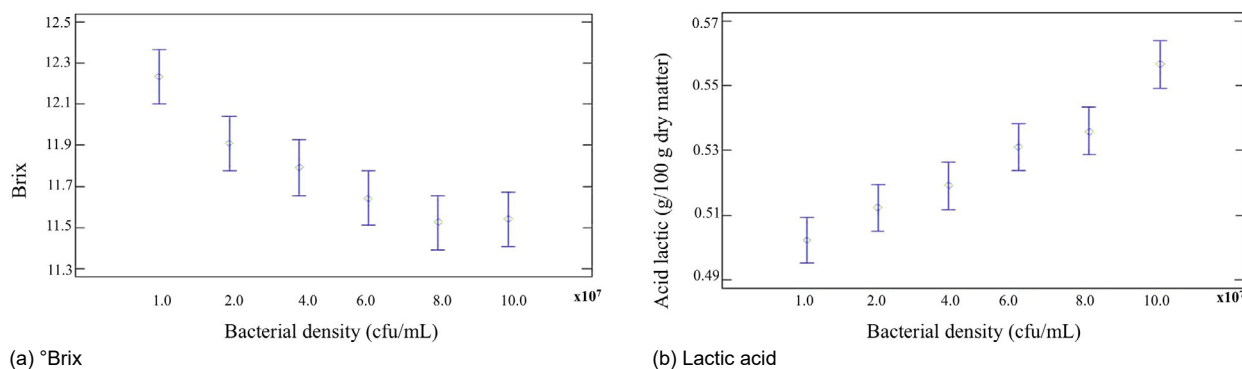 12.5
12.3
12.1
11.9
11.7
11.5
11.3
Brix
1.0 2.0 4.0 6.0 8.0 10.0 x10⁷
Bacterial density (cfu/mL)
(a) °Brix
0.57
0.55
0.53
0.51
0.49
Acid lactic (g/100 g dry matter)
1.0 2.0 4.0 6.0 8.0 10.0
Bacterial density (cfu/mL)
(b) Lactic acid